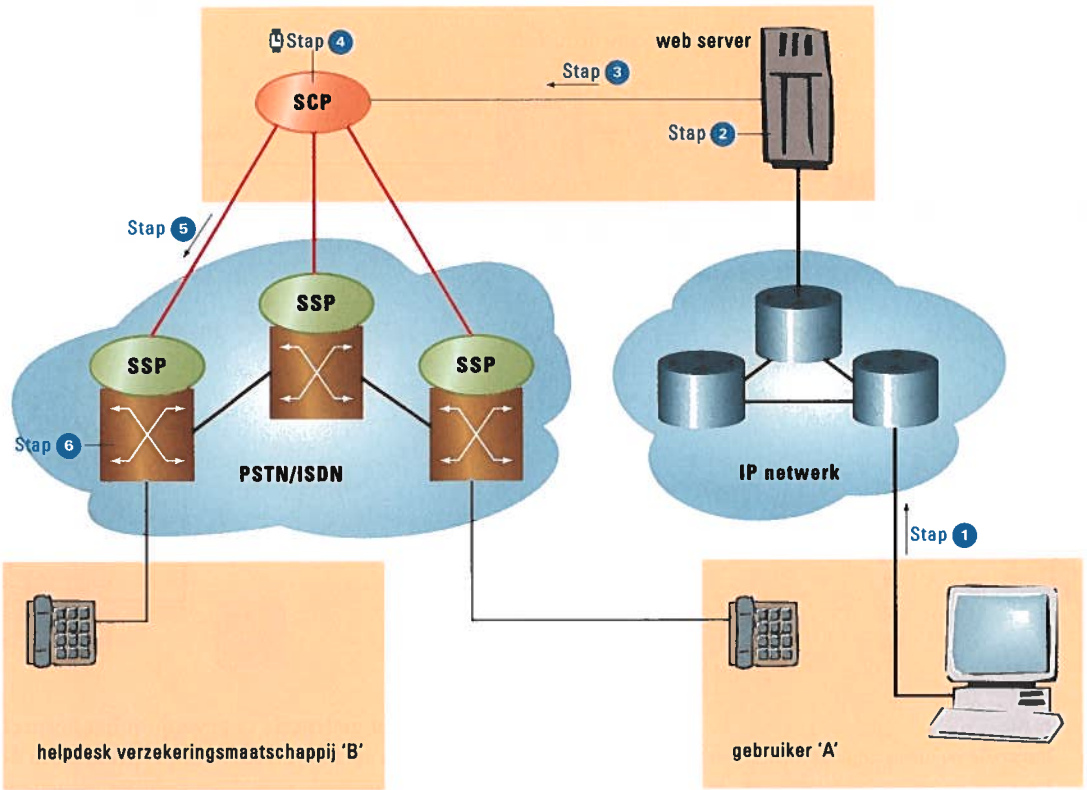 Stap 4
web server
Stap 3
SCP
Stap 2
Stap 5
SSP
SSP
SSP
Stap 6
PSTN/ISDN
IP netwerk
Stap 1
helpdesk verzekeringsmaatschappij 'B'
gebruiker 'A'